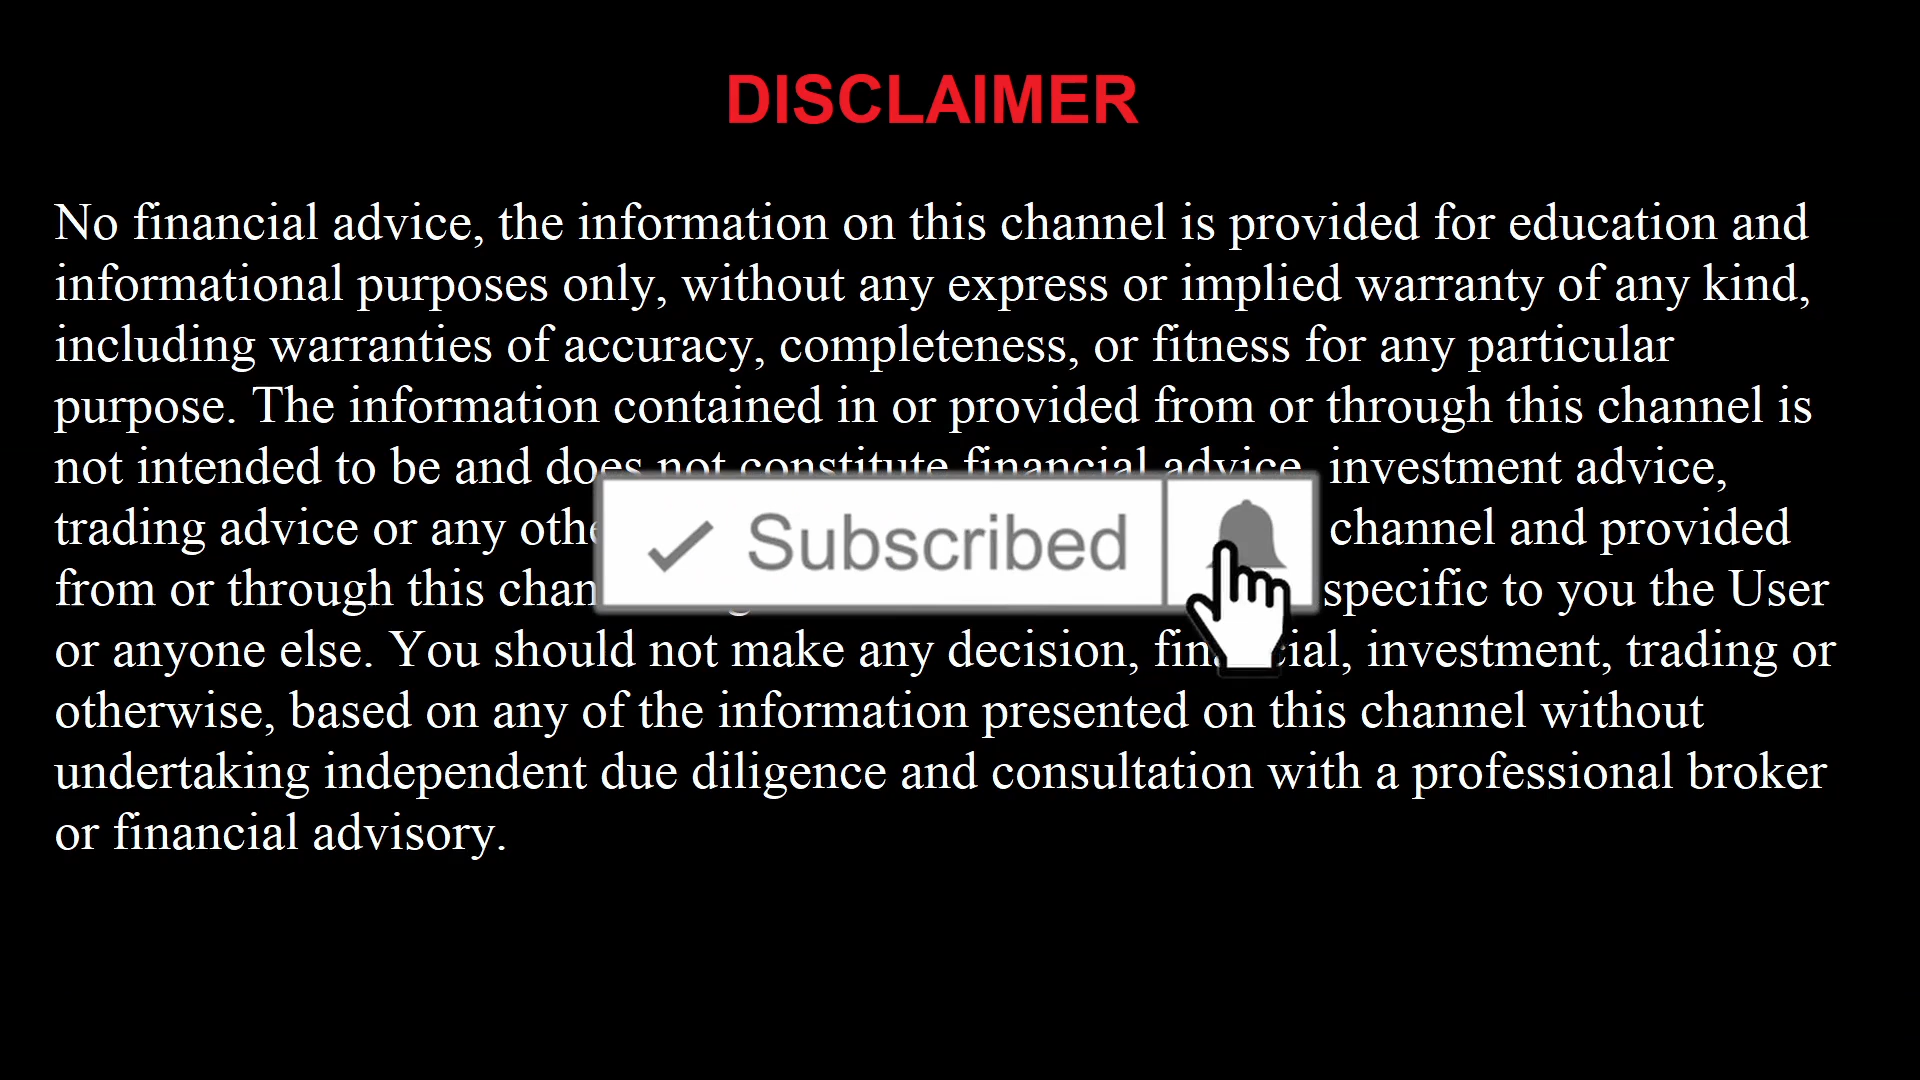 DISCLAIMER
No financial advice, the information on this channel is provided for education and
informational purposes only, without any express or implied warranty of any kind,
including warranties of accuracy, completeness, or fitness for any particular
purpose. The information contained in or provided from or through this channel is
not intended to be and does not constitute financial advice, investment advice,
trading advice or any channel and provided
from or through this specific to you the User
or anyone else. You should not make any decision, financial, investment, trading or
otherwise, based on any of the information presented on this channel without
undertaking independent due diligence and consultation with a professional broker
or financial advisory.
Subscribed